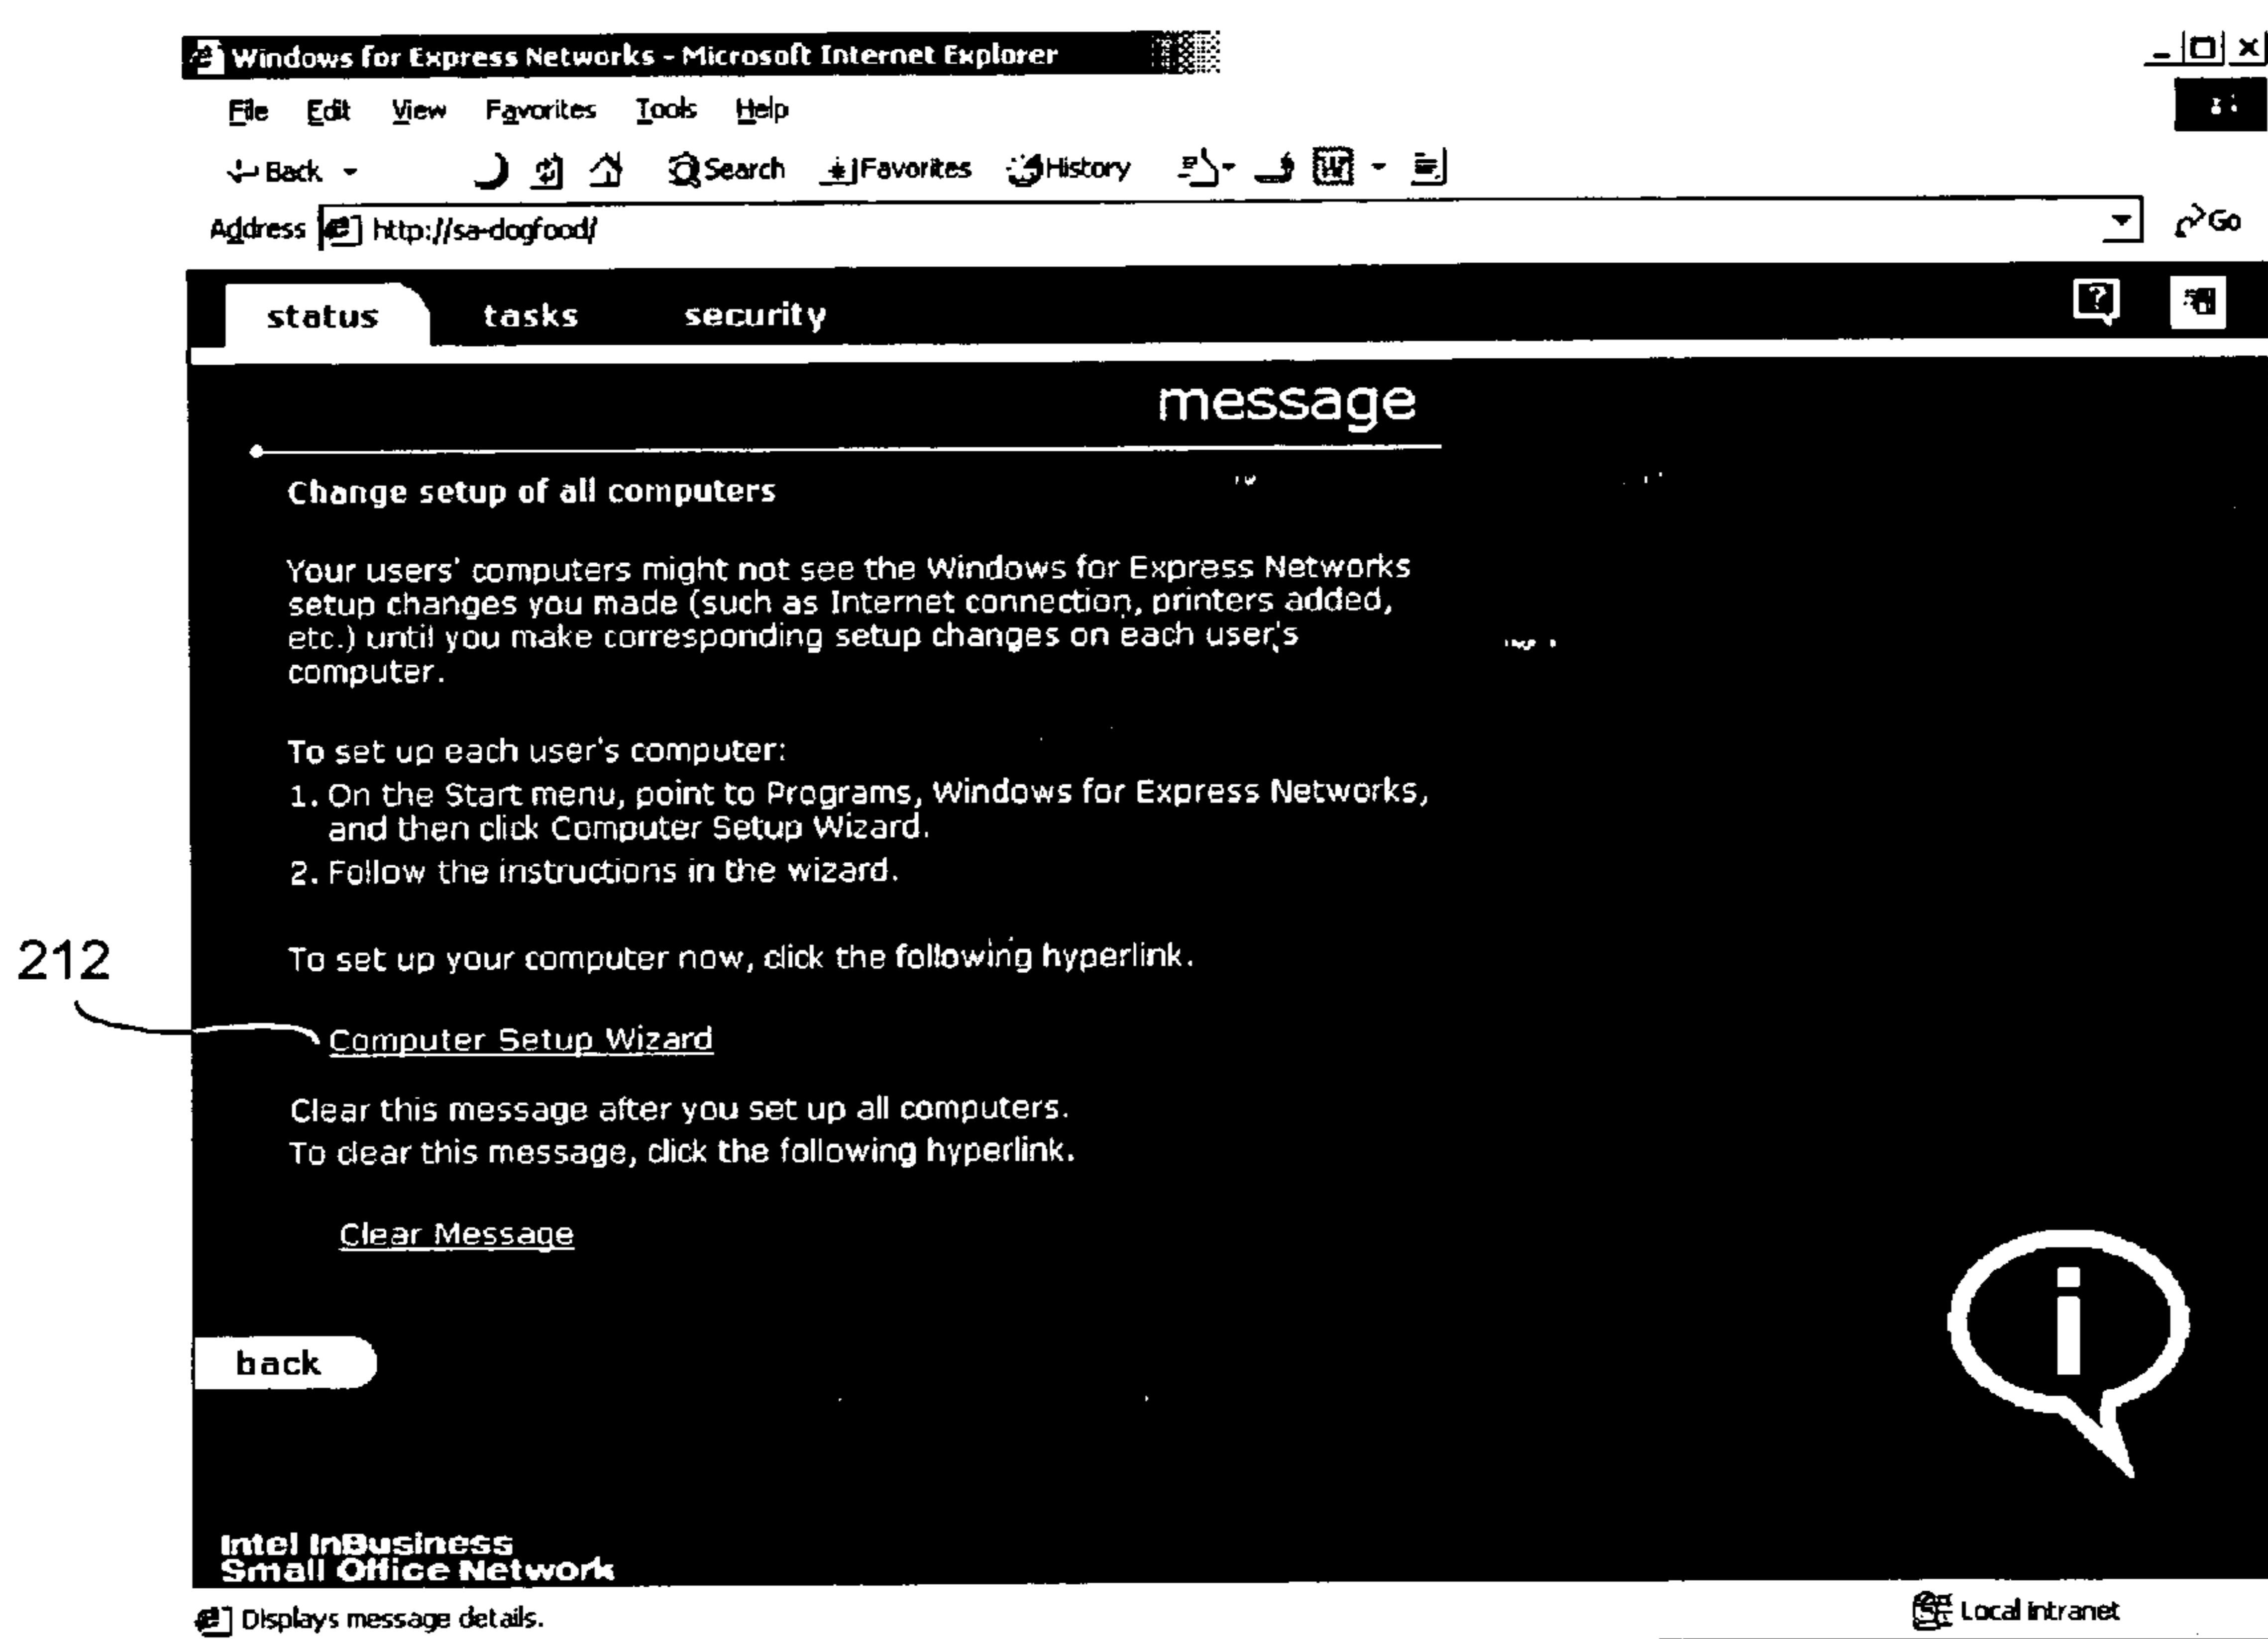 Windows for Express Networks - Microsoft Internet Explorer
File Edit View Favorites Tools Help
Back Search Favorites History
Address http://sa-dogfood/ Go
status tasks security
message
Change setup of all computers
Your users' computers might not see the Windows for Express Networks
setup changes you made (such as Internet connection, printers added,
etc.) until you make corresponding setup changes on each user's
computer.
To set up each user's computer:
1. On the Start menu, point to Programs, Windows for Express Networks,
and then click Computer Setup Wizard.
2. Follow the instructions in the wizard.
212
To set up your computer now, click the following hyperlink.
Computer Setup Wizard
Clear this message after you set up all computers.
To clear this message, click the following hyperlink.
Clear Message
back
Intel InBusiness
Small Office Network
Displays message details. Local intranet